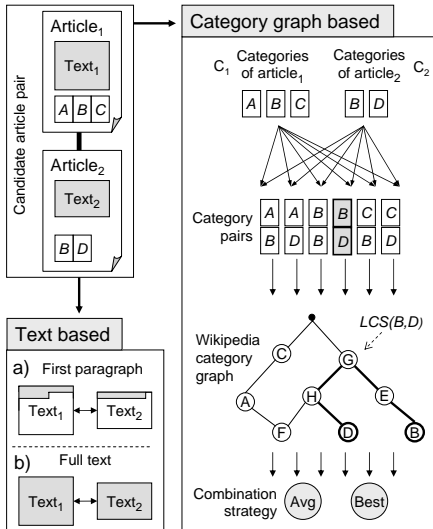 Candidate article pair
Article1
Text1
A B C
Article2
Text2
B D
Text based
a) First paragraph
Text1 Text2
b) Full text
Text1 Text2
Category graph based
C1 Categories of article1
Categories of article2 C2
A B C B D
Category pairs
A A B B C C
B D B D B D
Wikipedia category graph
LCS(B,D)
C
G
A
H
E
F
D
B
Combination strategy
Avg Best